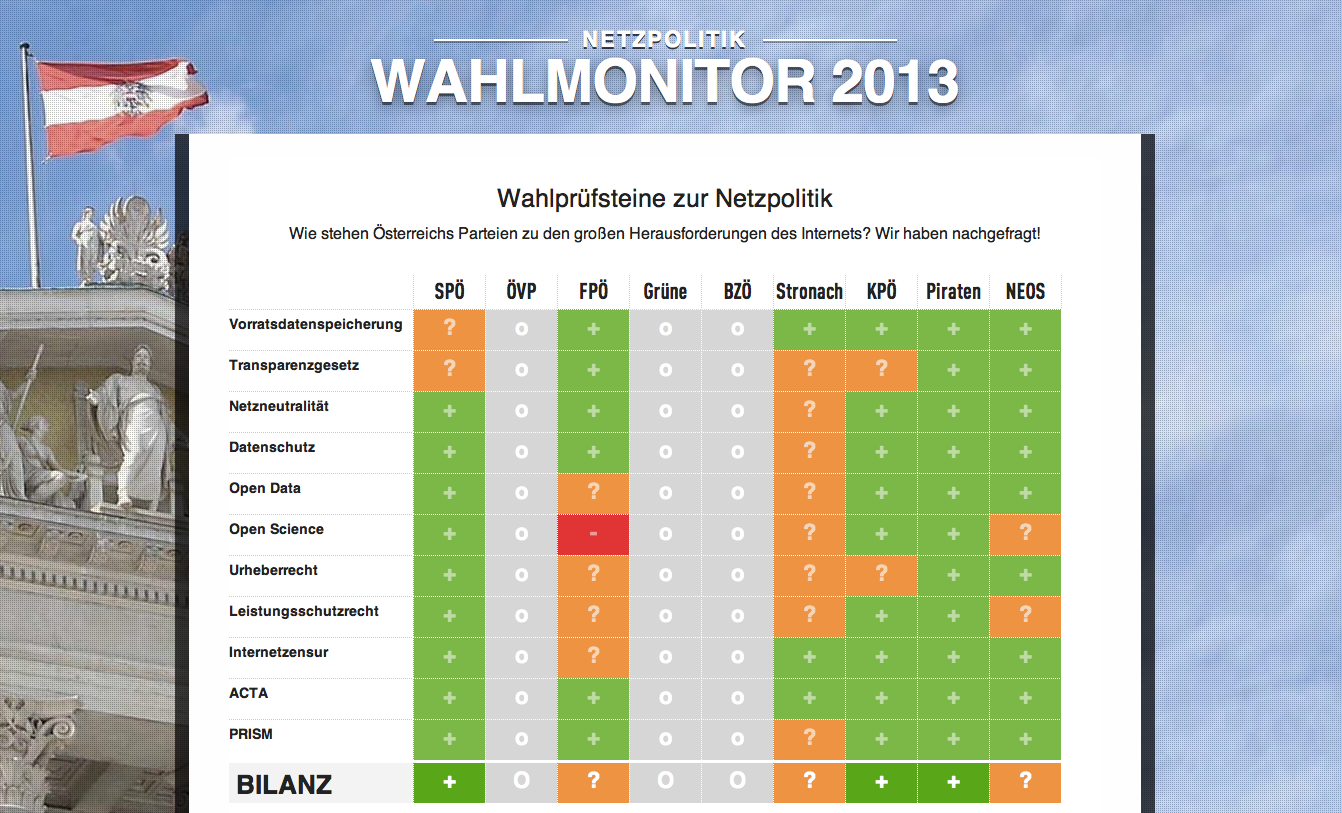 NETZPOLITIK
WAHLMONITOR 2013
Wahlprüfsteine zur Netzpolitik
Wie stehen Österreichs Parteien zu den großen Herausforderungen des Internets? Wir haben nachgefragt!
SPÖ ÖVP FPÖ Grüne BZÖ Stronach KPÖ Piraten NEOS
Vorratsdatenspeicherung ? o + o o + + + +
Transparenzgesetz ? o + o o ? ? + +
Netzneutralität + o + o o ? + + +
Datenschutz + o + o o ? + + +
Open Data + o ? o o ? + + +
Open Science + o - o o ? + + ?
Urheberrecht + o ? o o ? ? + +
Leistungsschutzrecht + o ? o o ? + + ?
Internetzensur + o ? o o + + + +
ACTA + o + o o + + + +
PRISM + o + o o ? + + +
BILANZ + O ? O O ? + + ?